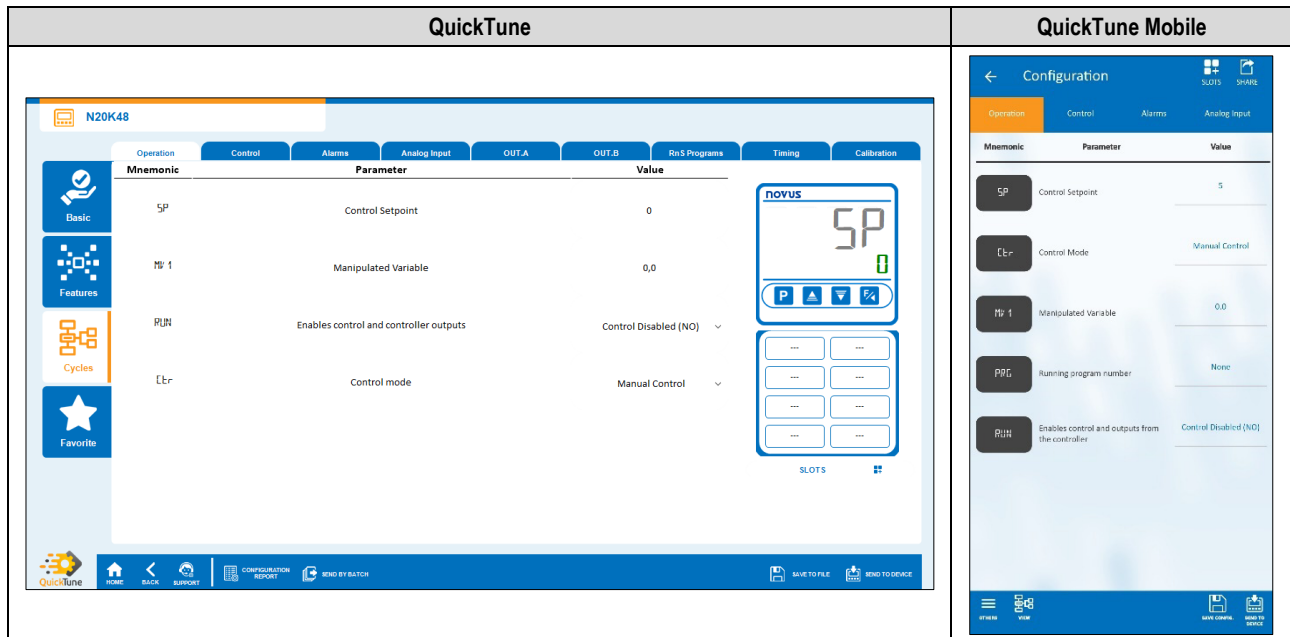 QuickTune
QuickTune Mobile
N20K48
Operation Control Alarms Analog Input OUT.A OUT.B RnS Programs Timing Calibration
Mnemonic Parameter Value
Basic
Features
Cycles
Favorite
SP Control Setpoint 0
MV 1 Manipulated Variable 0,0
RUN Enables control and controller outputs Control Disabled (NO)
Ctr Control mode Manual Control
novus
SP
0
P F/
--- ---
--- ---
--- ---
--- ---
SLOTS
QuickTune
HOME BACK SUPPORT CONFIGURATION REPORT SEND BY BATCH SAVE TO FILE SEND TO DEVICE
Configuration
SLOTS SHARE
Operation Control Alarms Analog Input
Mnemonic Parameter Value
SP Control Setpoint 5
Ctr Control Mode Manual Control
MV 1 Manipulated Variable 0.0
PRG Running program number None
RUN Enables control and outputs from Control Disabled (NO)
the controller
OTHERS VIEW SAVE CONFIG. SEND TO
DEVICE